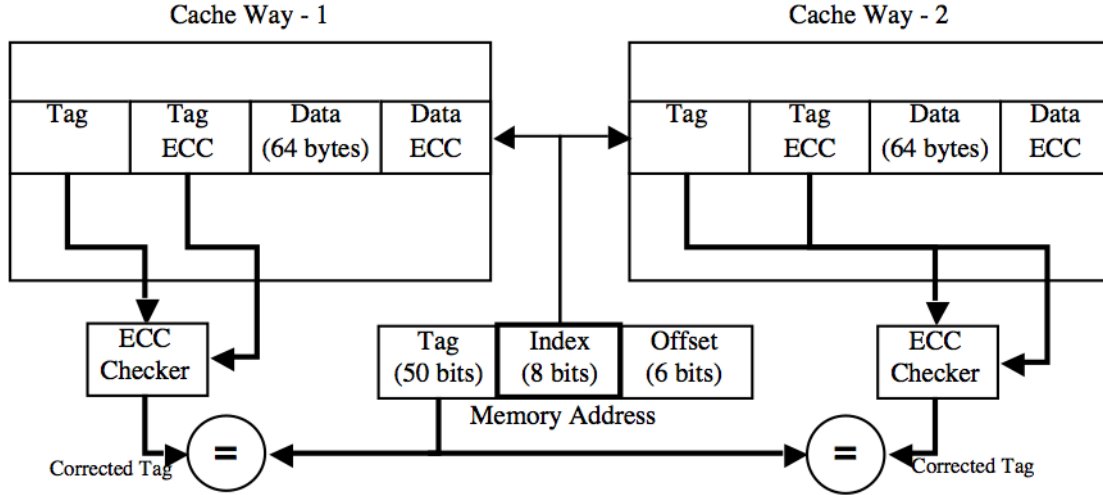 Cache Way - 1
Cache Way - 2
Tag
Tag
ECC
Data
(64 bytes)
Data
ECC
Tag
Tag
ECC
Data
(64 bytes)
Data
ECC
ECC
Checker
Tag
(50 bits)
Index
(8 bits)
Offset
(6 bits)
ECC
Checker
Memory Address
=
=
Corrected Tag
Corrected Tag